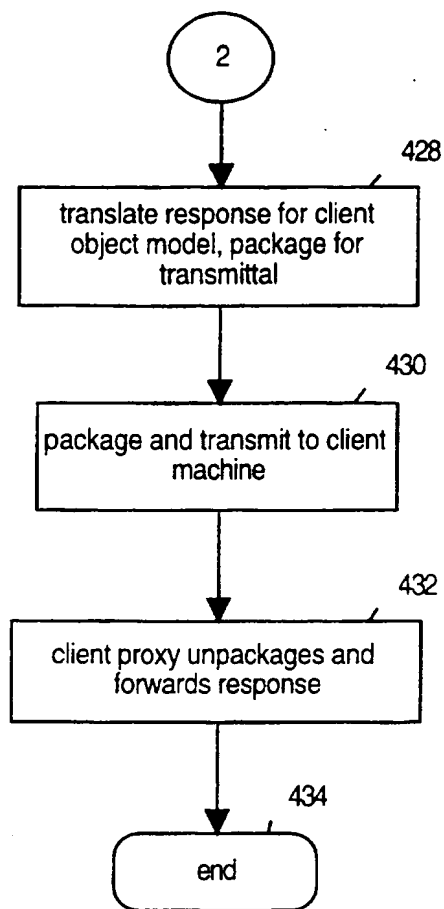 2
428
translate response for client
object model, package for
transmittal
430
package and transmit to client
machine
432
client proxy unpackages and
forwards response
434
end